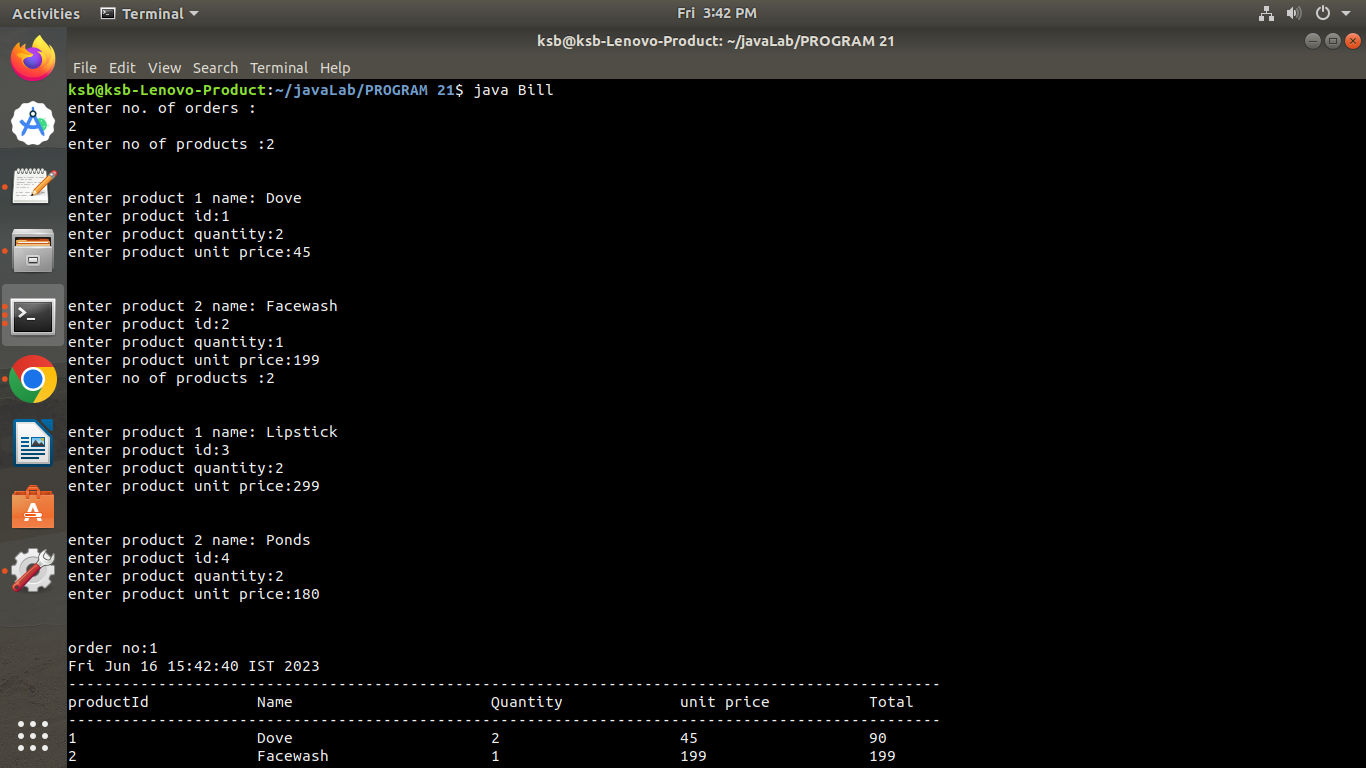 Activities Terminal Fri 3:42 PM
ksb@ksb-Lenovo-Product: ~/javaLab/PROGRAM 21
File Edit View Search Terminal Help
ksb@ksb-Lenovo-Product:~/javaLab/PROGRAM 21$ java Bill
enter no. of orders :
2
enter no of products :2
enter product 1 name: Dove
enter product id:1
enter product quantity:2
enter product unit price:45
enter product 2 name: Facewash
enter product id:2
enter product quantity:1
enter product unit price:199
enter no of products :2
enter product 1 name: Lipstick
enter product id:3
enter product quantity:2
enter product unit price:299
enter product 2 name: Ponds
enter product id:4
enter product quantity:2
enter product unit price:180
order no:1
Fri Jun 16 15:42:40 IST 2023
-------------------------------------------------------------------------------------------------
productId Name Quantity unit price Total
-------------------------------------------------------------------------------------------------
1 Dove 2 45 90
2 Facewash 1 199 199